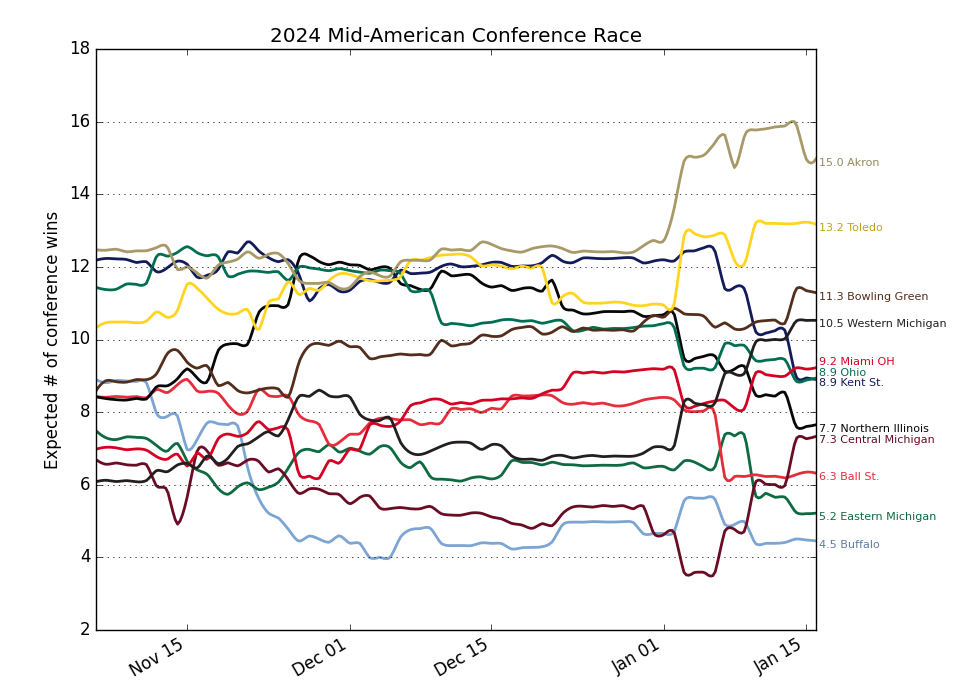 2024 Mid-American Conference Race
Expected # of conference wins
18
16
14
12
10
8
6
4
2
Nov 15
Dec 01
Dec 15
Jan 01
Jan 15
15.0 Akron
13.2 Toledo
11.3 Bowling Green
10.5 Western Michigan
9.2 Miami OH
8.9 Ohio
8.9 Kent St.
7.7 Northern Illinois
7.3 Central Michigan
6.3 Ball St.
5.2 Eastern Michigan
4.5 Buffalo